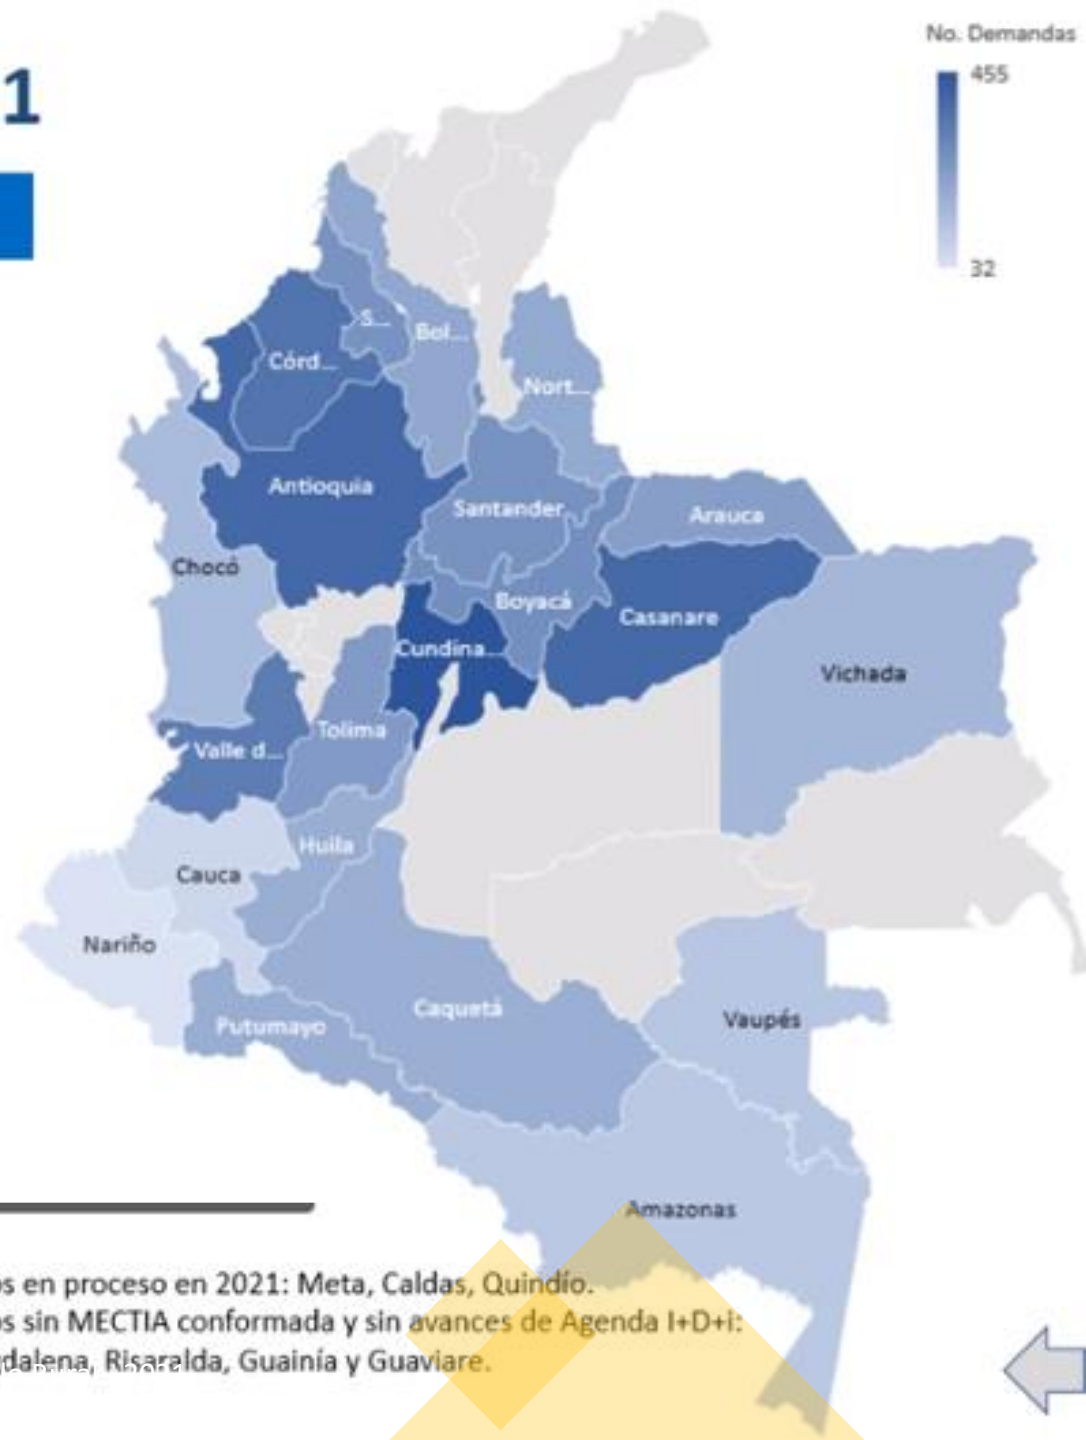 No. Demandas
1
455
32
S...
Bol...
Córd...
Nort...
Antioquia
Santander
Arauca
Chocó
Boyacá
Casanare
Cundina...
Vichada
Tolima
Valle d...
Huila
Cauca
Nariño
Caquetá
Putumayo
Vaupés
Amazonas
os en proceso en 2021: Meta, Caldas, Quindío.
os sin MECTIA conformada y sin avances de Agenda I+D+i:
dalena, Risaralda, Guainía y Guaviare.